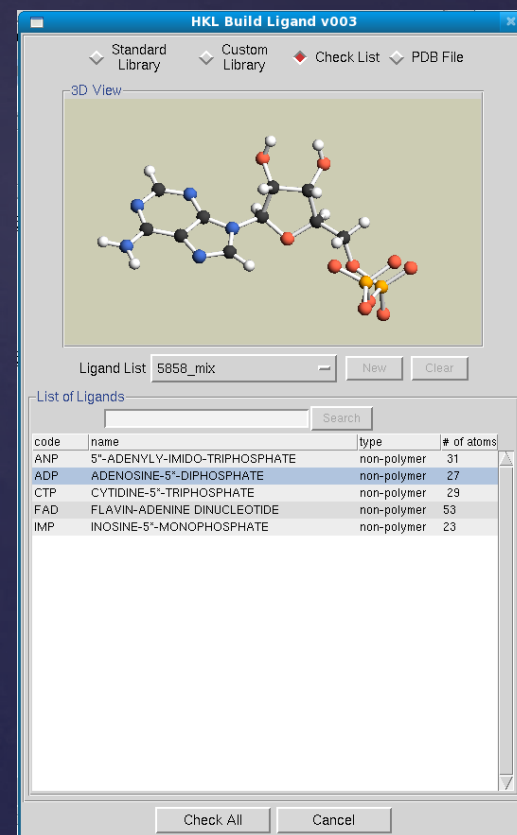 HKL Build Ligand v003
Standard Library
Custom Library
Check List
PDB File
3D View
Ligand List 5858_mix New Clear
List of Ligands
Search
code name type # of atoms
ANP 5*-ADENYLY-IMIDO-TRIPHOSPHATE non-polymer 31
ADP ADENOSINE-5*-DIPHOSPHATE non-polymer 27
CTP CYTIDINE-5*-TRIPHOSPHATE non-polymer 29
FAD FLAVIN-ADENINE DINUCLEOTIDE non-polymer 53
IMP INOSINE-5*-MONOPHOSPHATE non-polymer 23
Check All Cancel